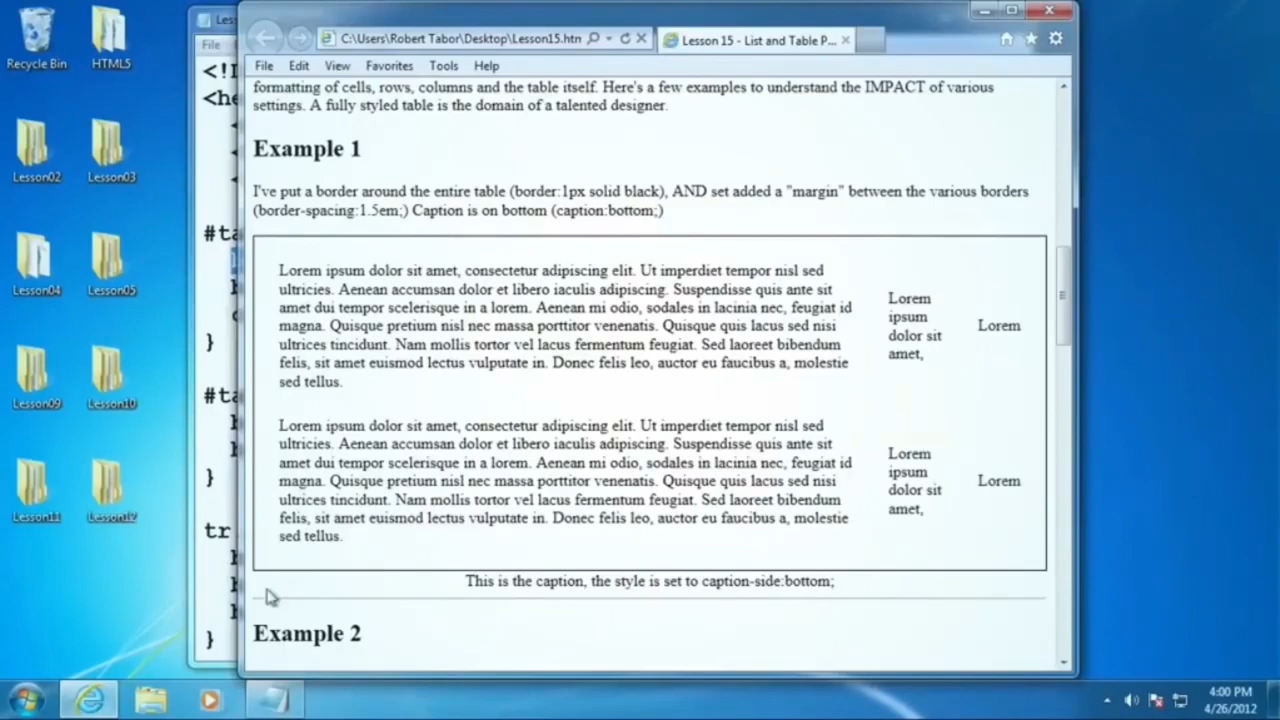 Recycle Bin
HTML5
Lesson02
Lesson03
Lesson04
Lesson05
Lesson09
Lesson10
Lesson11
Lesson12
Les
File
<!I
<he
<
<
<
#ta
}
#ta
}
tr
}
C:\Users\Robert Tabor\Desktop\Lesson15.htm
Lesson 15 - List and Table P...
File Edit View Favorites Tools Help
formatting of cells, rows, columns and the table itself. Here's a few examples to understand the IMPACT of various
settings. A fully styled table is the domain of a talented designer.
Example 1
I've put a border around the entire table (border:1px solid black), AND set added a "margin" between the various borders
(border-spacing:1.5em;) Caption is on bottom (caption:bottom;)
Lorem ipsum dolor sit amet, consectetur adipiscing elit. Ut imperdiet tempor nisl sed
ultricies. Aenean accumsan dolor et libero iaculis adipiscing. Suspendisse quis ante sit
amet dui tempor scelerisque in a lorem. Aenean mi odio, sodales in lacinia nec, feugiat id
magna. Quisque pretium nisl nec massa porttitor venenatis. Quisque quis lacus sed nisi
ultrices tincidunt. Nam mollis tortor vel lacus fermentum feugiat. Sed laoreet bibendum
felis, sit amet euismod lectus vulputate in. Donec felis leo, auctor eu faucibus a, molestie
sed tellus.
Lorem
ipsum
dolor sit
amet,
Lorem
Lorem ipsum dolor sit amet, consectetur adipiscing elit. Ut imperdiet tempor nisl sed
ultricies. Aenean accumsan dolor et libero iaculis adipiscing. Suspendisse quis ante sit
amet dui tempor scelerisque in a lorem. Aenean mi odio, sodales in lacinia nec, feugiat id
magna. Quisque pretium nisl nec massa porttitor venenatis. Quisque quis lacus sed nisi
ultrices tincidunt. Nam mollis tortor vel lacus fermentum feugiat. Sed laoreet bibendum
felis, sit amet euismod lectus vulputate in. Donec felis leo, auctor eu faucibus a, molestie
sed tellus.
Lorem
ipsum
dolor sit
amet,
Lorem
This is the caption, the style is set to caption-side:bottom;
Example 2
4:00 PM
4/26/2012